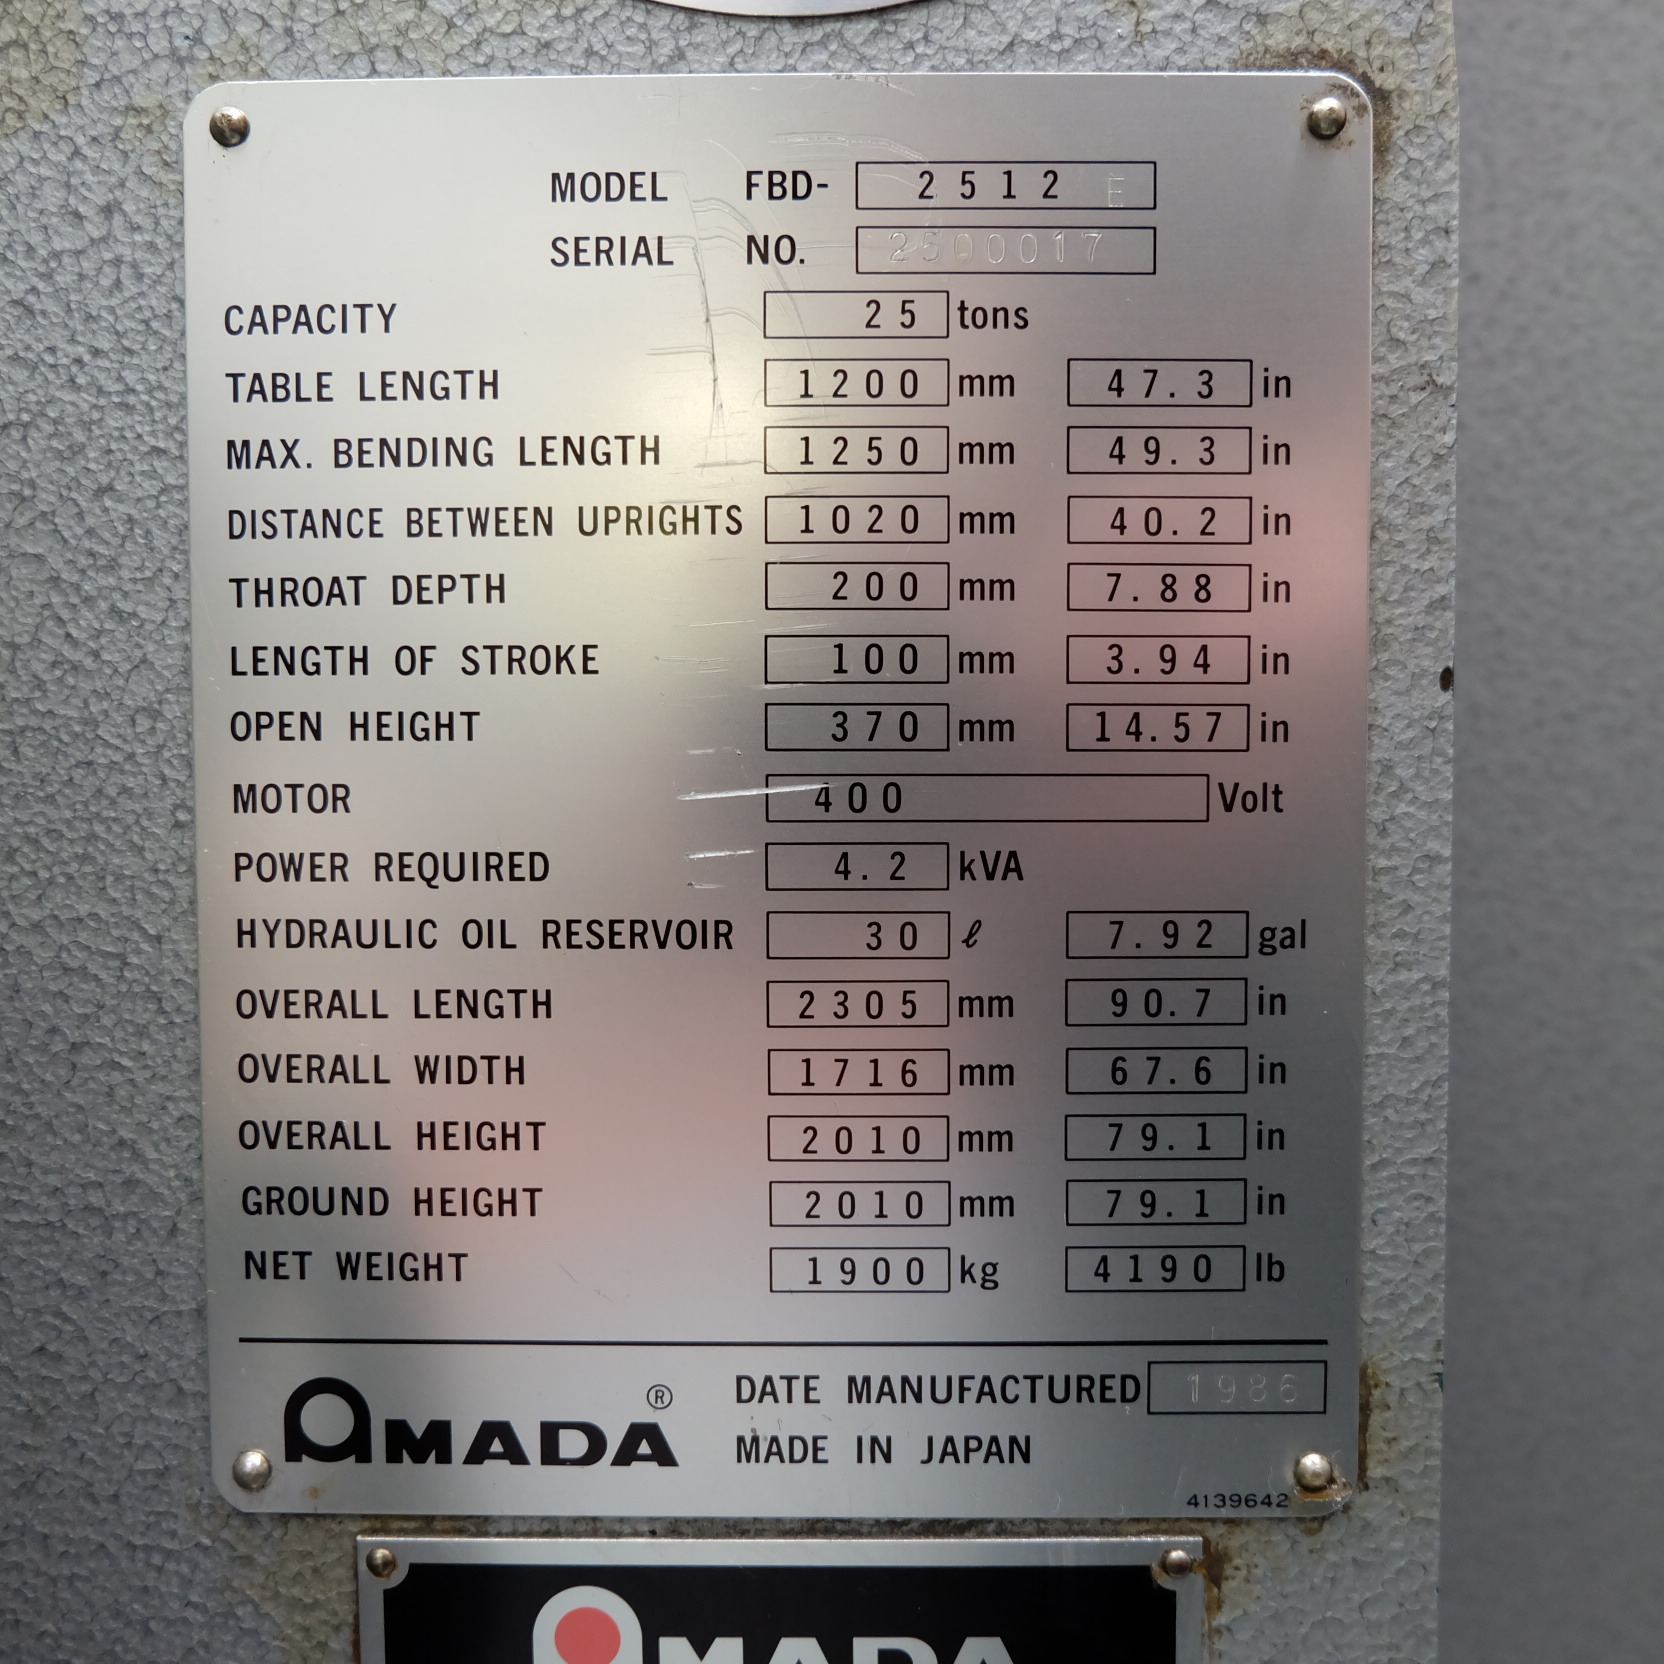 MODEL FBD- 2512 E
SERIAL NO. 2500017
CAPACITY 25 tons
TABLE LENGTH 1200 mm 47.3 in
MAX. BENDING LENGTH 1250 mm 49.3 in
DISTANCE BETWEEN UPRIGHTS 1020 mm 40.2 in
THROAT DEPTH 200 mm 7.88 in
LENGTH OF STROKE 100 mm 3.94 in
OPEN HEIGHT 370 mm 14.57 in
MOTOR 400 Volt
POWER REQUIRED 4.2 kVA
HYDRAULIC OIL RESERVOIR 30 ℓ 7.92 gal
OVERALL LENGTH 2305 mm 90.7 in
OVERALL WIDTH 1716 mm 67.6 in
OVERALL HEIGHT 2010 mm 79.1 in
GROUND HEIGHT 2010 mm 79.1 in
NET WEIGHT 1900 kg 4190 lb
AMADA ® DATE MANUFACTURED 1986
MADE IN JAPAN
4139642
AMADA